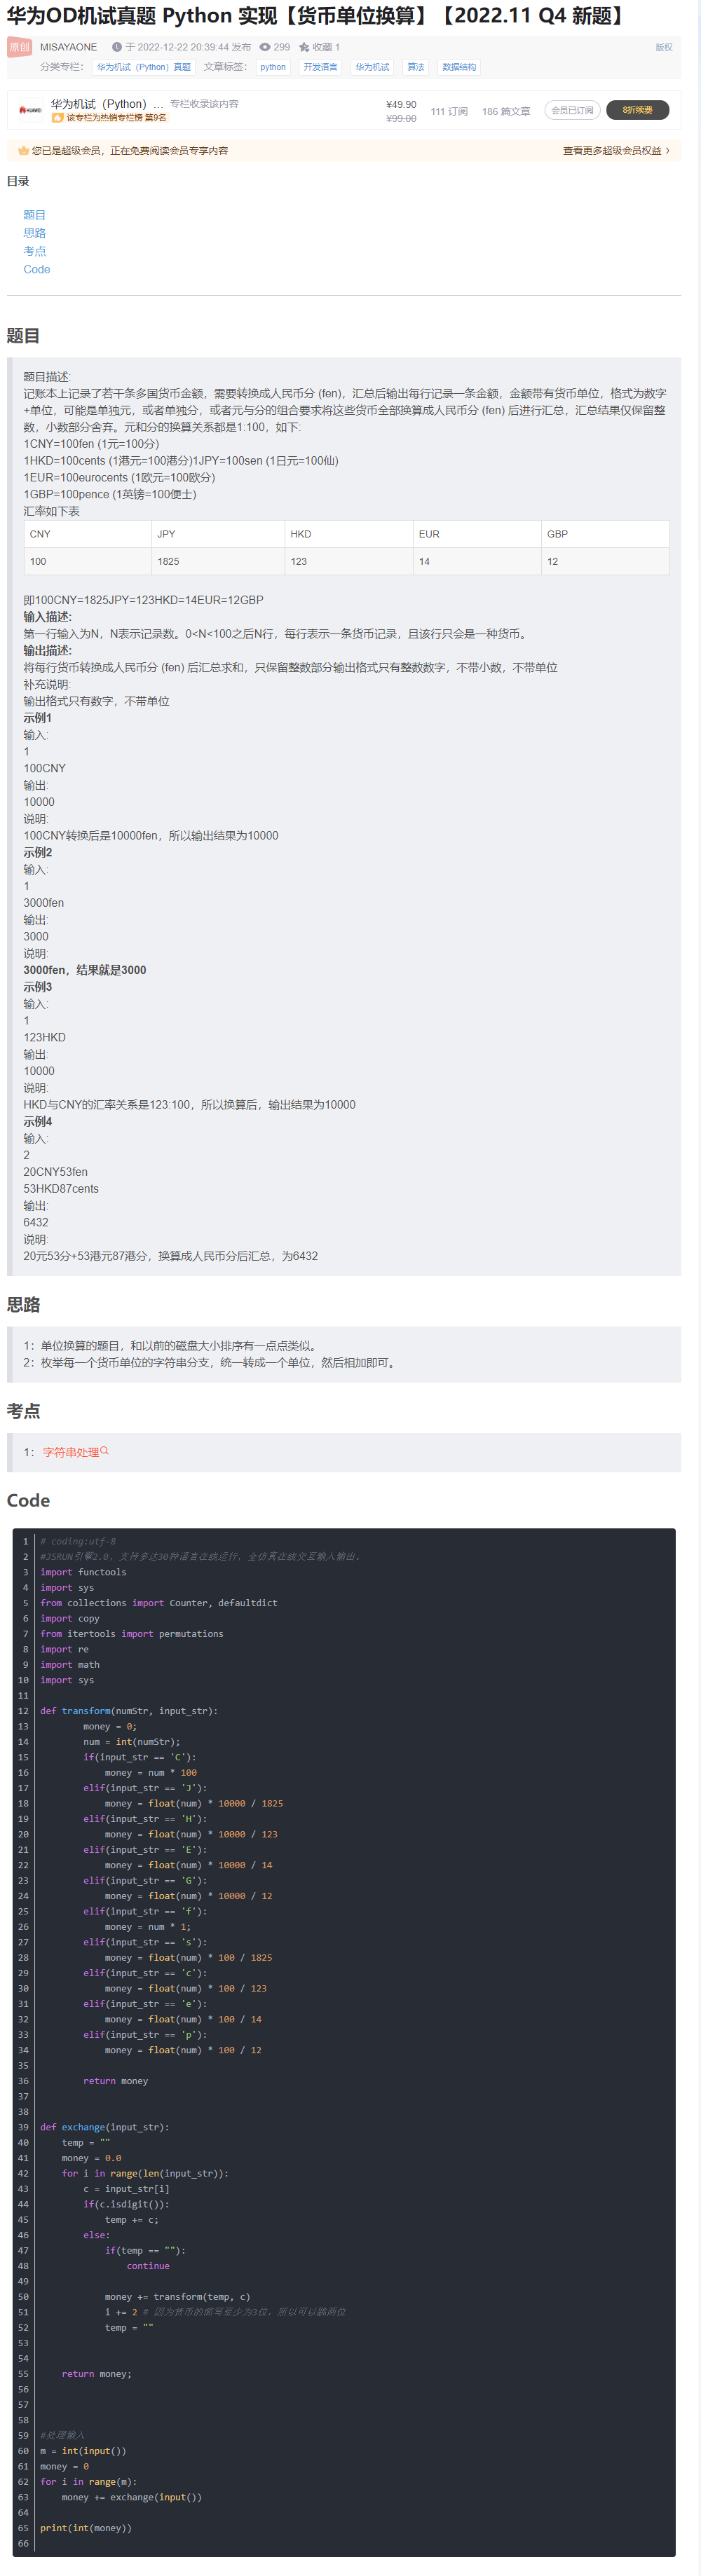 华为OD机试真题 Python 实现【货币单位换算】【2022.11 Q4 新题】
原创 MISAYAONE 于 2022-12-22 20:39:44 发布 299 收藏 1 版权
分类专栏： 华为机试（Python）真题 文章标签： python 开发语言 华为机试 算法 数据结构
HUAWEI 华为机试（Python）... 专栏收录该内容 ¥49.90 111 订阅 186 篇文章 会员已订阅 8折续费
该专栏为热销专栏榜 第9名 ¥99.00
您已是超级会员，正在免费阅读会员专享内容 查看更多超级会员权益
目录
题目
思路
考点
Code
题目
题目描述:
记账本上记录了若干条多国货币金额，需要转换成人民币分 (fen)，汇总后输出每行记录一条金额，金额带有货币单位，格式为数字
+单位，可能是单独元，或者单独分，或者元与分的组合要求将这些货币全部换算成人民币分 (fen) 后进行汇总，汇总结果仅保留整
数，小数部分舍弃。元和分的换算关系都是1:100，如下:
1CNY=100fen (1元=100分)
1HKD=100cents (1港元=100港分)1JPY=100sen (1日元=100仙)
1EUR=100eurocents (1欧元=100欧分)
1GBP=100pence (1英镑=100便士)
汇率如下表
CNY JPY HKD EUR GBP
100 1825 123 14 12
即100CNY=1825JPY=123HKD=14EUR=12GBP
输入描述:
第一行输入为N，N表示记录数。0<N<100之后N行，每行表示一条货币记录，且该行只会是一种货币。
输出描述:
将每行货币转换成人民币分 (fen) 后汇总求和，只保留整数部分输出格式只有整数数字，不带小数，不带单位
补充说明:
输出格式只有数字，不带单位
示例1
输入:
1
100CNY
输出:
10000
说明:
100CNY转换后是10000fen，所以输出结果为10000
示例2
输入:
1
3000fen
输出:
3000
说明:
3000fen，结果就是3000
示例3
输入:
1
123HKD
输出:
10000
说明:
HKD与CNY的汇率关系是123:100，所以换算后，输出结果为10000
示例4
输入:
2
20CNY53fen
53HKD87cents
输出:
6432
说明:
20元53分+53港元87港分，换算成人民币分后汇总，为6432
思路
1：单位换算的题目，和以前的磁盘大小排序有一点点类似。
2：枚举每一个货币单位的字符串分支，统一转成一个单位，然后相加即可。
考点
1： 字符串处理
Code
1 # coding:utf-8
2 #JSRUN引擎2.0，支持多达30种语言在线运行，全仿真在线交互输入输出。
3 import functools
4 import sys
5 from collections import Counter, defaultdict
6 import copy
7 from itertools import permutations
8 import re
9 import math
10 import sys
11
12 def transform(numStr, input_str):
13 money = 0;
14 num = int(numStr);
15 if(input_str == 'C'):
16 money = num * 100
17 elif(input_str == 'J'):
18 money = float(num) * 10000 / 1825
19 elif(input_str == 'H'):
20 money = float(num) * 10000 / 123
21 elif(input_str == 'E'):
22 money = float(num) * 10000 / 14
23 elif(input_str == 'G'):
24 money = float(num) * 10000 / 12
25 elif(input_str == 'f'):
26 money = num * 1;
27 elif(input_str == 's'):
28 money = float(num) * 100 / 1825
29 elif(input_str == 'c'):
30 money = float(num) * 100 / 123
31 elif(input_str == 'e'):
32 money = float(num) * 100 / 14
33 elif(input_str == 'p'):
34 money = float(num) * 100 / 12
35
36 return money
37
38
39 def exchange(input_str):
40 temp = ""
41 money = 0.0
42 for i in range(len(input_str)):
43 c = input_str[i]
44 if(c.isdigit()):
45 temp += c;
46 else:
47 if(temp == ""):
48 continue
49
50 money += transform(temp, c)
51 i += 2 # 因为货币的缩写至少为3位，所以可以跳两位
52 temp = ""
53
54
55 return money;
56
57
58
59 #处理输入
60 m = int(input())
61 money = 0
62 for i in range(m):
63 money += exchange(input())
64
65 print(int(money))
66